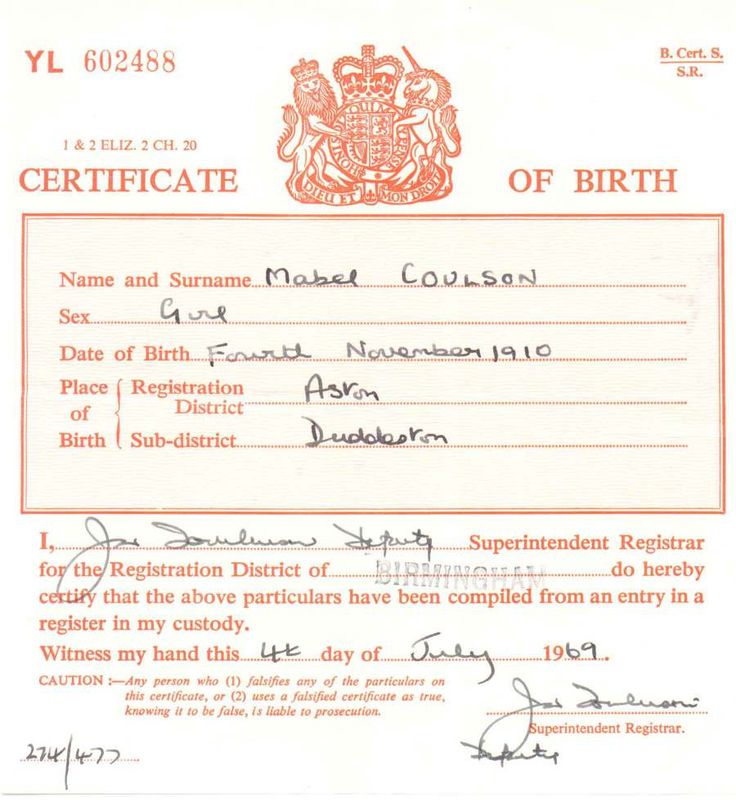 YL 602488
B. Cert. S.
S.R.
1 & 2 ELIZ. 2 CH. 20
DIEU ET MON DROIT
CERTIFICATE OF BIRTH
Name and Surname Mabel COULSON
Sex Girl
Date of Birth Fourth November 1910
Place of Birth { Registration District Aston
Sub-district Duddeston
I, Deputy Superintendent Registrar
for the Registration District of BIRMINGHAM do hereby
certify that the above particulars have been compiled from an entry in a
register in my custody.
Witness my hand this 4th day of July 1969.
CAUTION :—Any person who (1) falsifies any of the particulars on
this certificate, or (2) uses a falsified certificate as true,
knowing it to be false, is liable to prosecution.
Superintendent Registrar.
Deputy
274/477